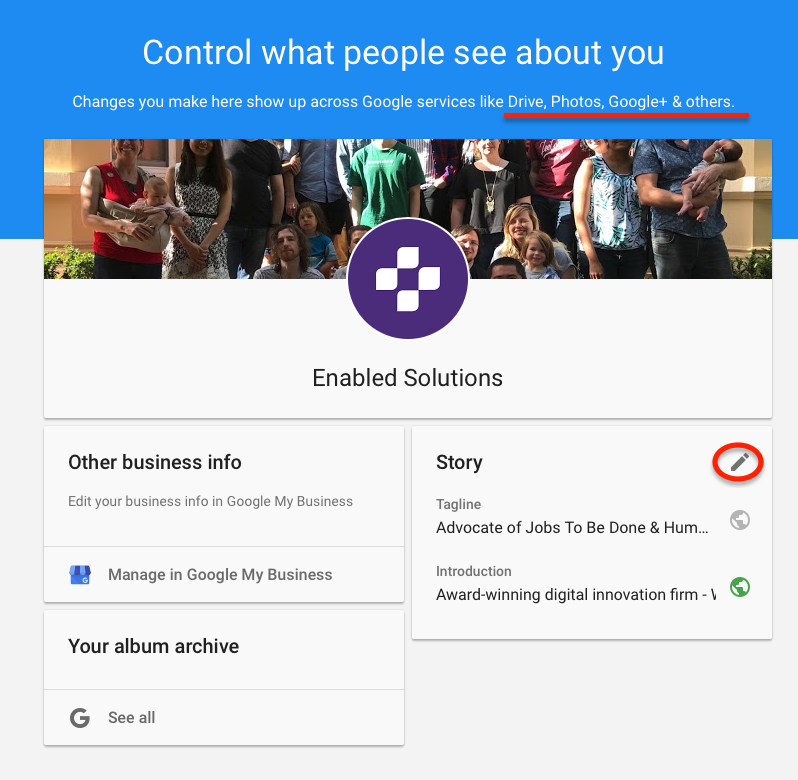 Control what people see about you
Changes you make here show up across Google services like Drive, Photos, Google+ & others.
Enabled Solutions
Other business info
Edit your business info in Google My Business
Manage in Google My Business
Your album archive
See all
Story
Tagline
Advocate of Jobs To Be Done & Hum...
Introduction
Award-winning digital innovation firm -